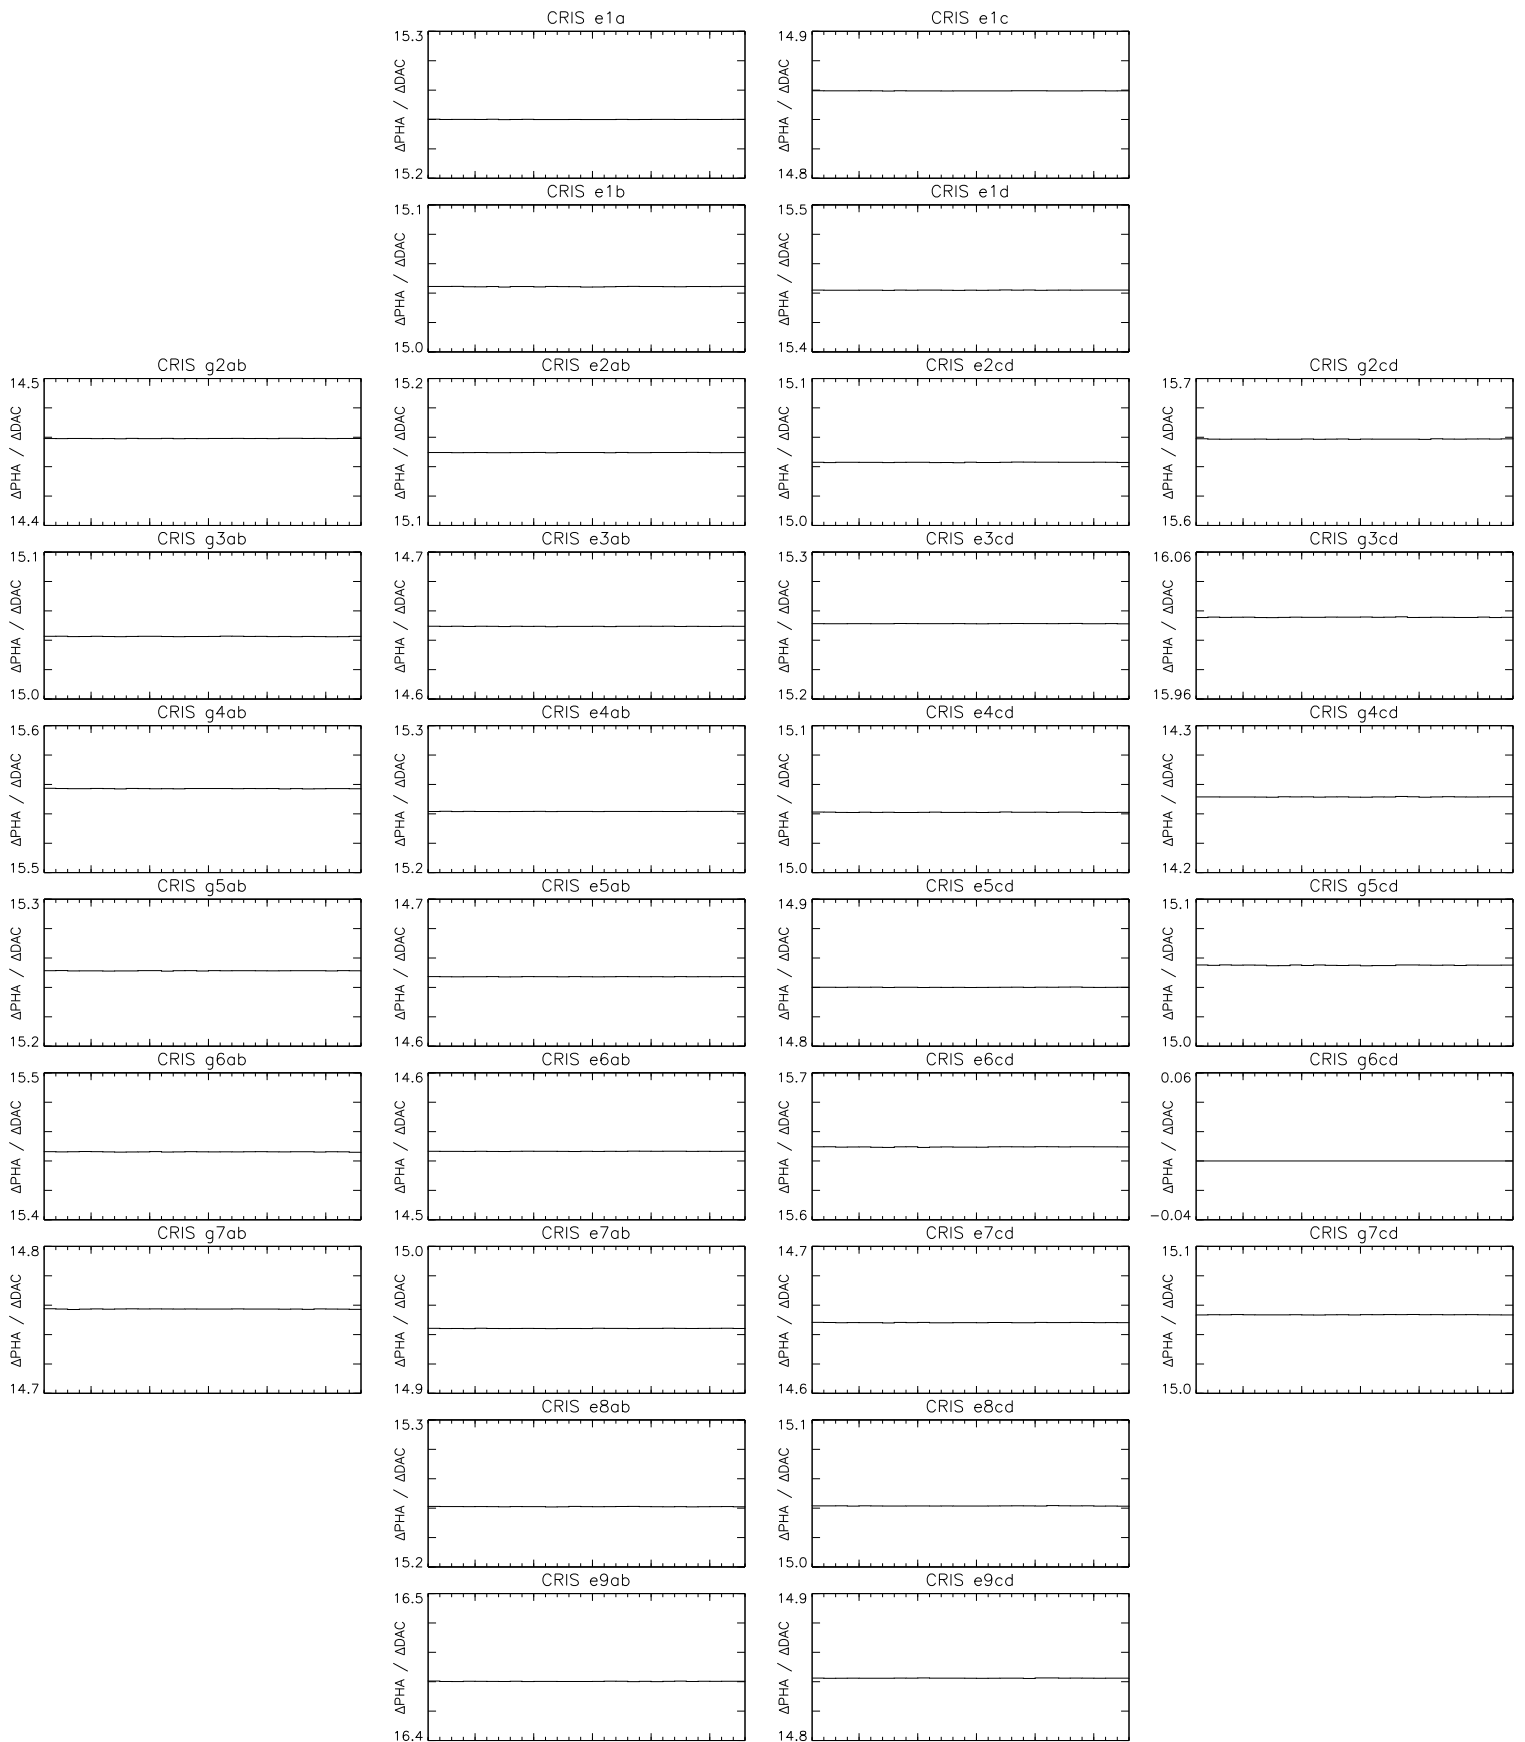 CRIS e1a
15.3
ΔPHA / ΔDAC
15.2
CRIS e1c
14.9
ΔPHA / ΔDAC
14.8
CRIS e1b
15.1
ΔPHA / ΔDAC
15.0
CRIS e1d
15.5
ΔPHA / ΔDAC
15.4
CRIS g2ab
14.5
ΔPHA / ΔDAC
14.4
CRIS e2ab
15.2
ΔPHA / ΔDAC
15.1
CRIS e2cd
15.1
ΔPHA / ΔDAC
15.0
CRIS g2cd
15.7
ΔPHA / ΔDAC
15.6
CRIS g3ab
15.1
ΔPHA / ΔDAC
15.0
CRIS e3ab
14.7
ΔPHA / ΔDAC
14.6
CRIS e3cd
15.3
ΔPHA / ΔDAC
15.2
CRIS g3cd
16.06
ΔPHA / ΔDAC
15.96
CRIS g4ab
15.6
ΔPHA / ΔDAC
15.5
CRIS e4ab
15.3
ΔPHA / ΔDAC
15.2
CRIS e4cd
15.1
ΔPHA / ΔDAC
15.0
CRIS g4cd
14.3
ΔPHA / ΔDAC
14.2
CRIS g5ab
15.3
ΔPHA / ΔDAC
15.2
CRIS e5ab
14.7
ΔPHA / ΔDAC
14.6
CRIS e5cd
14.9
ΔPHA / ΔDAC
14.8
CRIS g5cd
15.1
ΔPHA / ΔDAC
15.0
CRIS g6ab
15.5
ΔPHA / ΔDAC
15.4
CRIS e6ab
14.6
ΔPHA / ΔDAC
14.5
CRIS e6cd
15.7
ΔPHA / ΔDAC
15.6
CRIS g6cd
0.06
ΔPHA / ΔDAC
−0.04
CRIS g7ab
14.8
ΔPHA / ΔDAC
14.7
CRIS e7ab
15.0
ΔPHA / ΔDAC
14.9
CRIS e7cd
14.7
ΔPHA / ΔDAC
14.6
CRIS g7cd
15.1
ΔPHA / ΔDAC
15.0
CRIS e8ab
15.3
ΔPHA / ΔDAC
15.2
CRIS e8cd
15.1
ΔPHA / ΔDAC
15.0
CRIS e9ab
16.5
ΔPHA / ΔDAC
16.4
CRIS e9cd
14.9
ΔPHA / ΔDAC
14.8